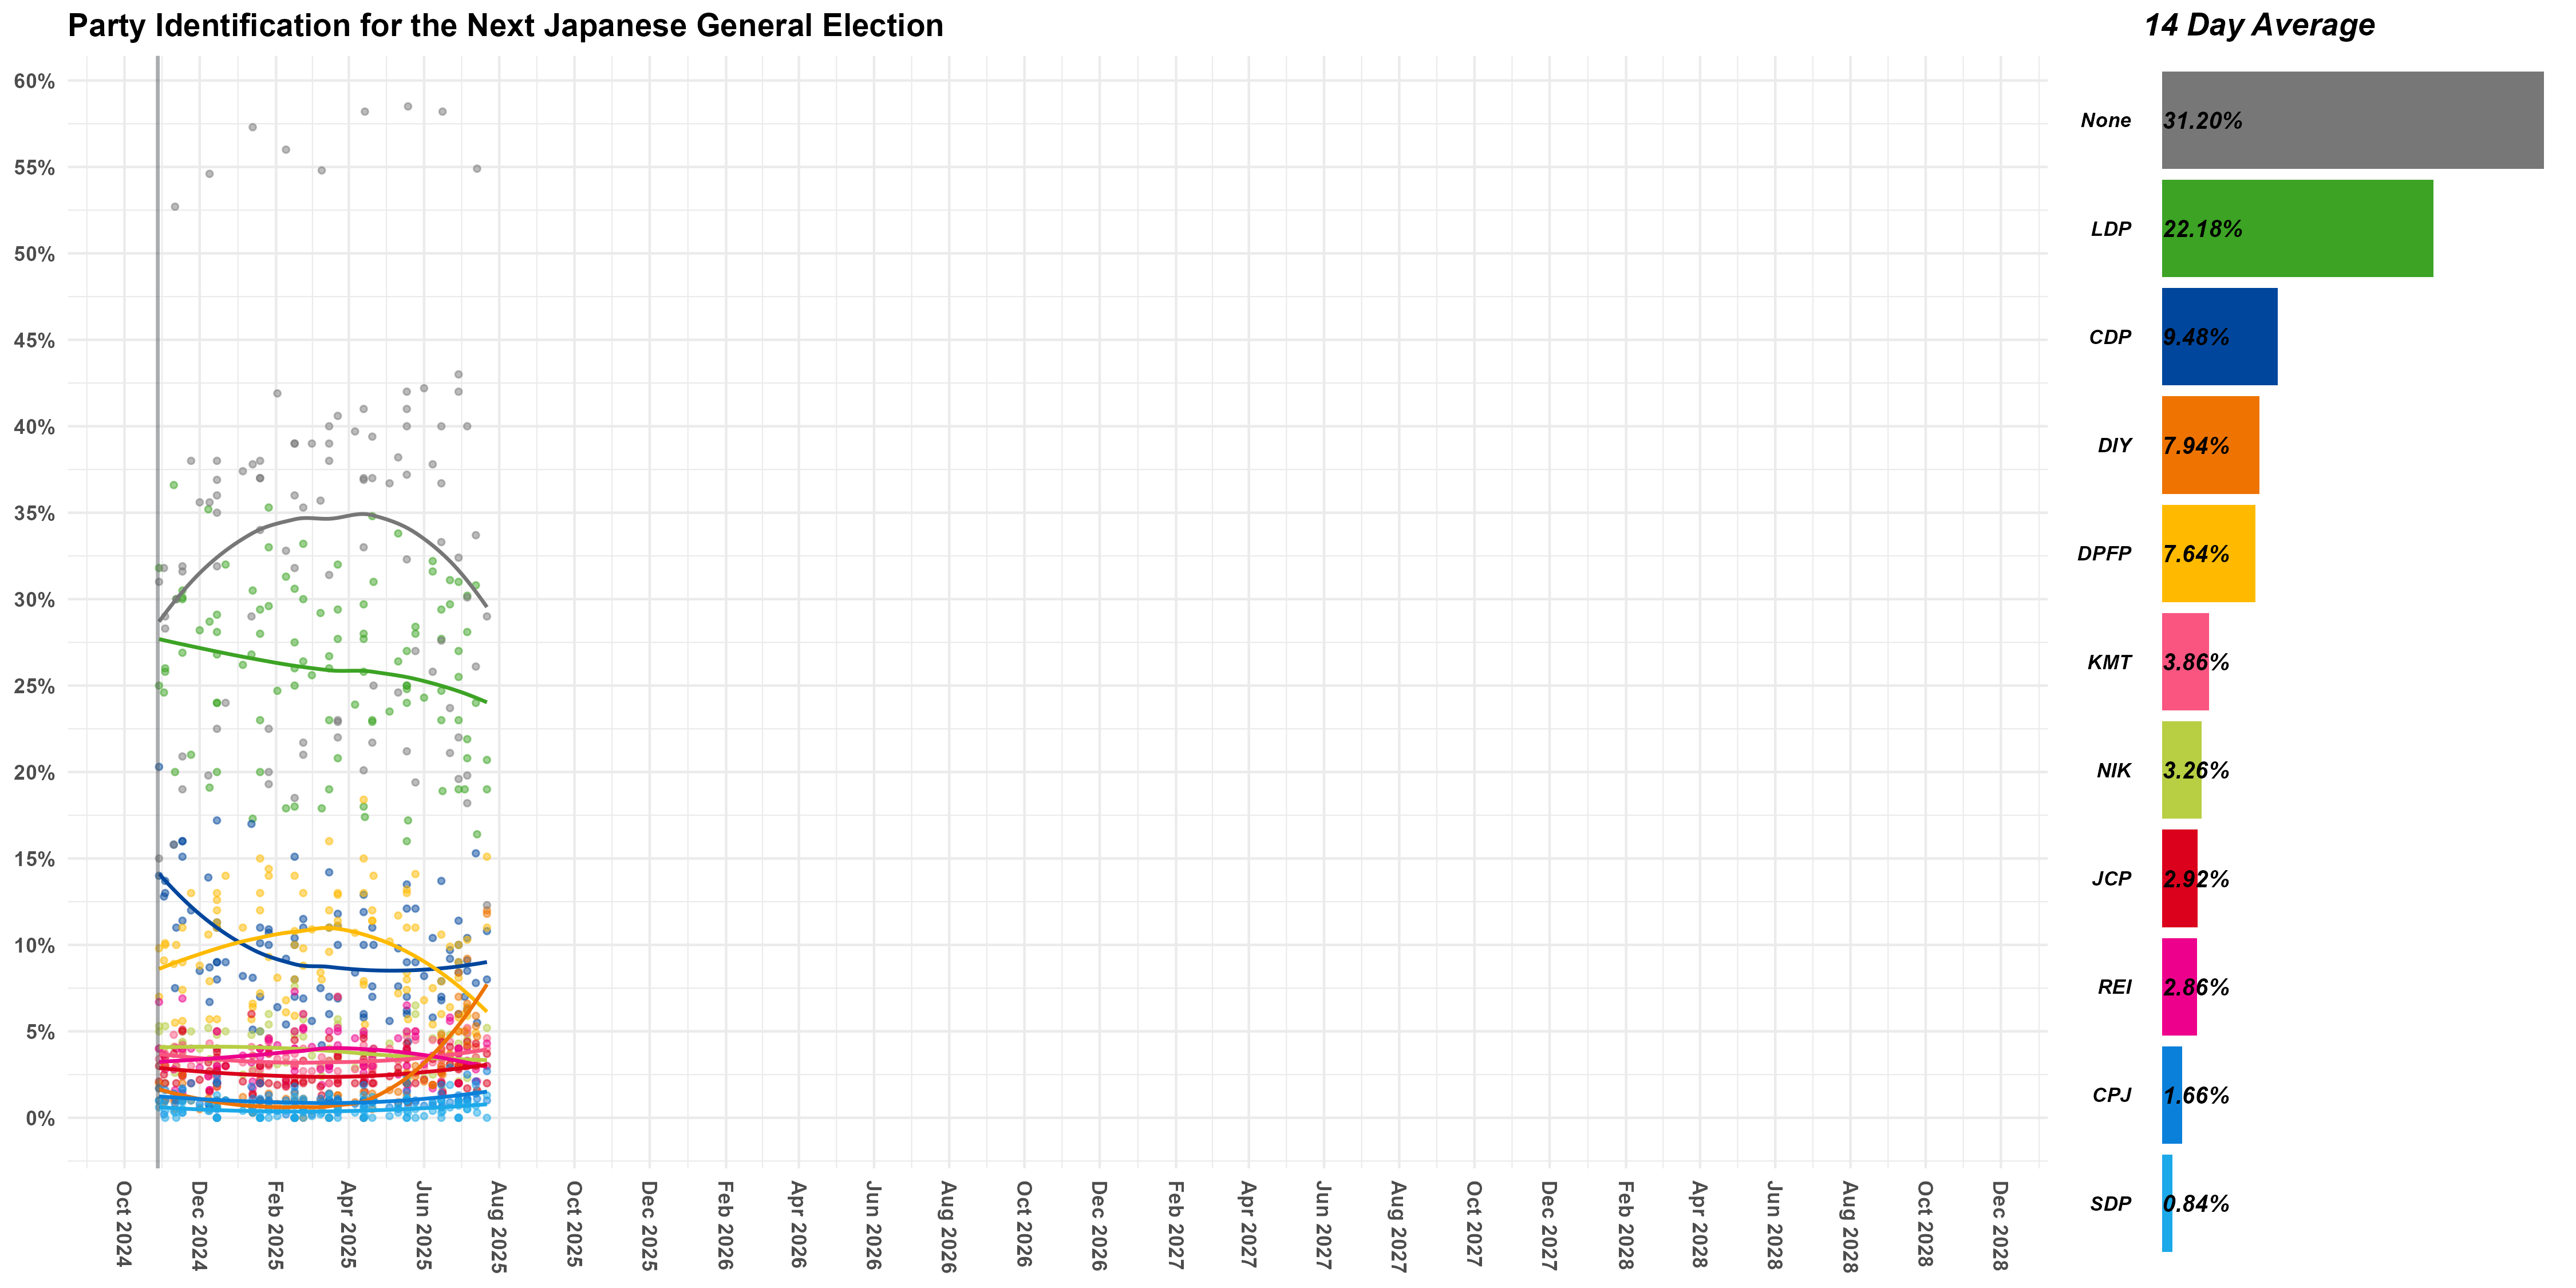 Party Identification for the Next Japanese General Election
14 Day Average
60%
55%
50%
45%
40%
35%
30%
25%
20%
15%
10%
5%
0%
Oct 2024
Dec 2024
Feb 2025
Apr 2025
Jun 2025
Aug 2025
Oct 2025
Dec 2025
Feb 2026
Apr 2026
Jun 2026
Aug 2026
Oct 2026
Dec 2026
Feb 2027
Apr 2027
Jun 2027
Aug 2027
Oct 2027
Dec 2027
Feb 2028
Apr 2028
Jun 2028
Aug 2028
Oct 2028
Dec 2028
None 31.20%
LDP 22.18%
CDP 9.48%
DIY 7.94%
DPFP 7.64%
KMT 3.86%
NIK 3.26%
JCP 2.92%
REI 2.86%
CPJ 1.66%
SDP 0.84%